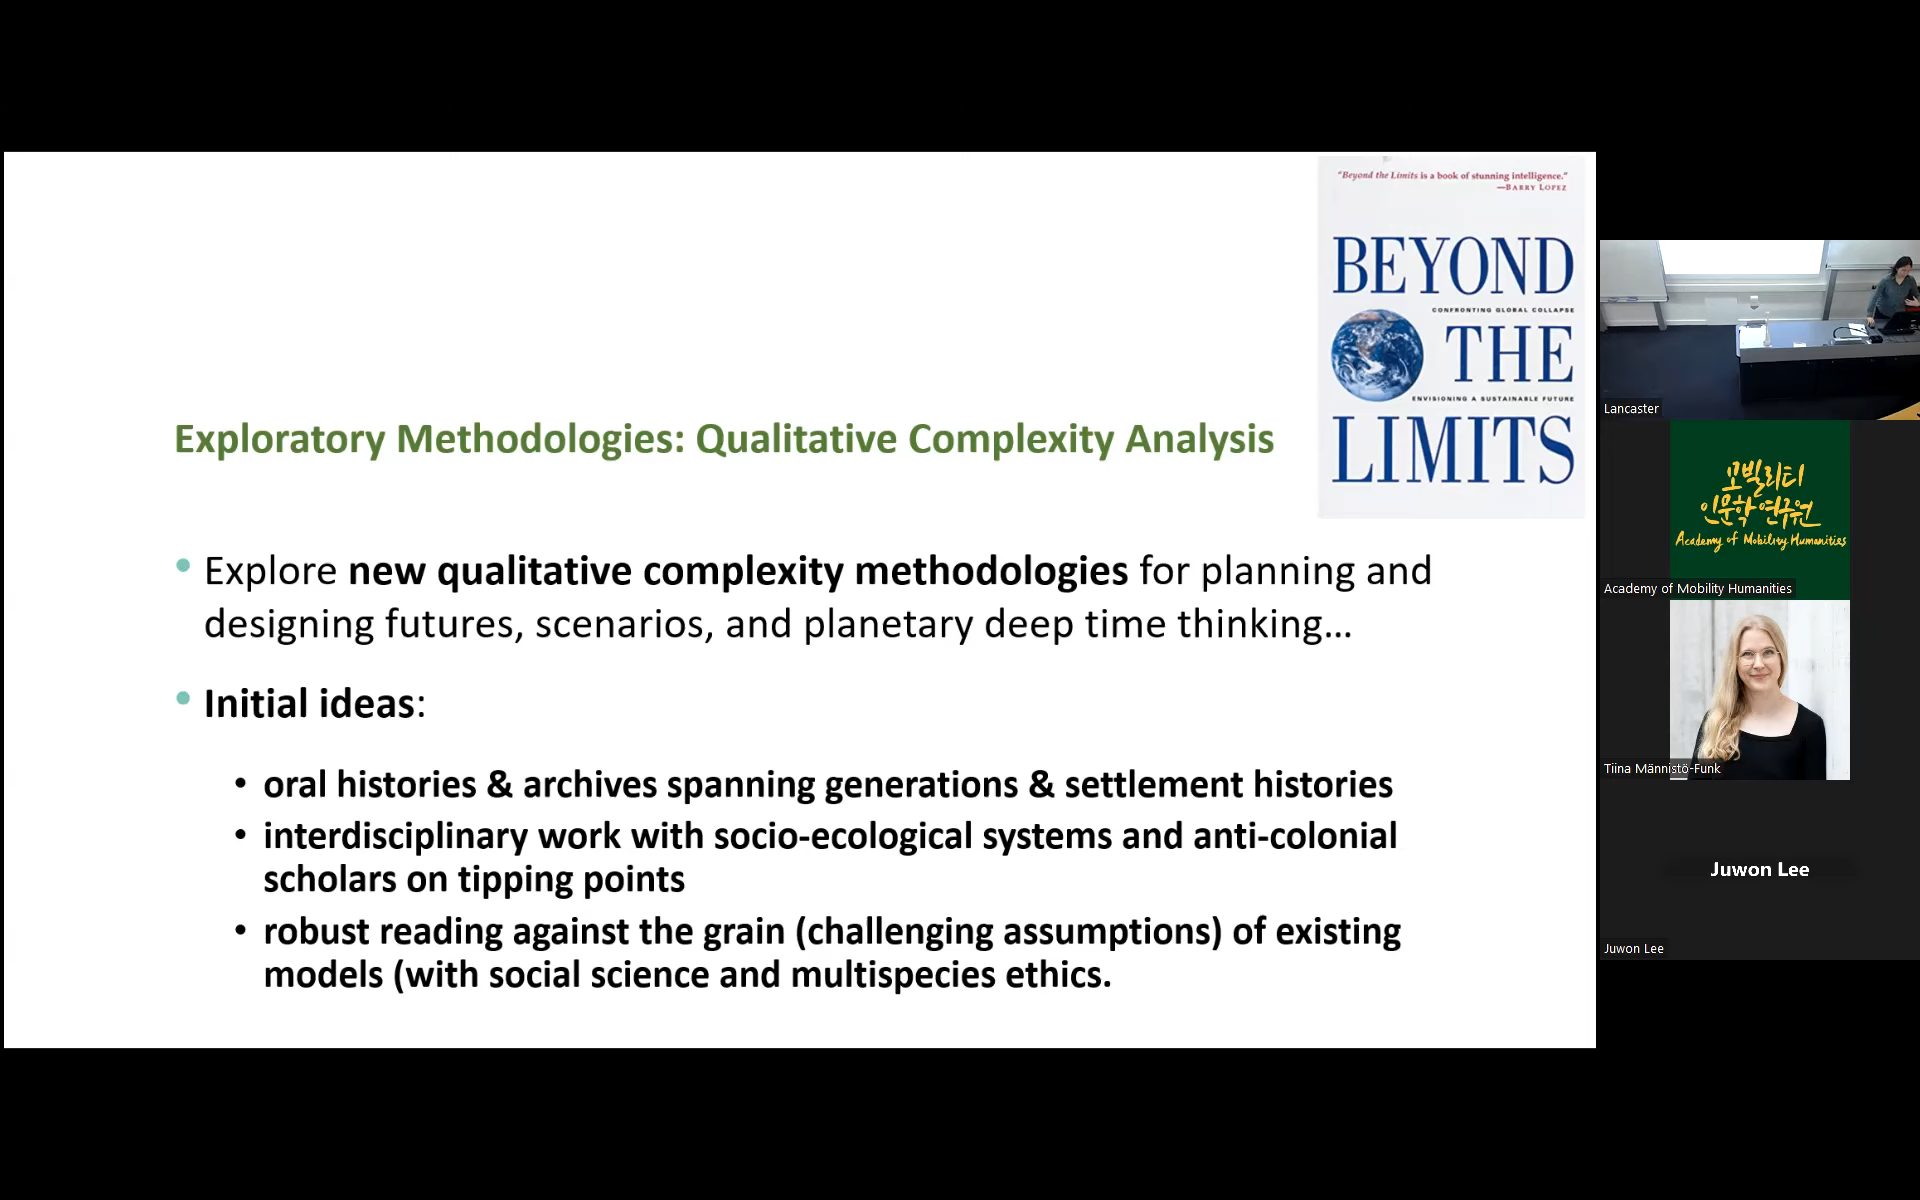 "Beyond the Limits is a book of stunning intelligence."
—BARRY LOPEZ
BEYOND
CONFRONTING GLOBAL COLLAPSE
THE
ENVISIONING A SUSTAINABLE FUTURE
LIMITS
Exploratory Methodologies: Qualitative Complexity Analysis
• Explore new qualitative complexity methodologies for planning and
designing futures, scenarios, and planetary deep time thinking...
• Initial ideas:
• oral histories & archives spanning generations & settlement histories
• interdisciplinary work with socio-ecological systems and anti-colonial
scholars on tipping points
• robust reading against the grain (challenging assumptions) of existing
models (with social science and multispecies ethics.
Lancaster
모빌리티
인문학 연구원
Academy of Mobility Humanities
Academy of Mobility Humanities
Tiina Männistö-Funk
Juwon Lee
Juwon Lee